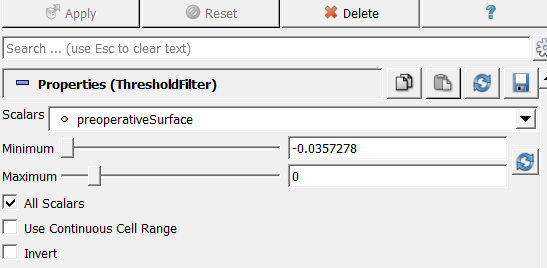 Apply Reset Delete ?
Search ... (use Esc to clear text)
Properties (ThresholdFilter)
Scalars preoperativeSurface
Minimum -0.0357278
Maximum 0
All Scalars
Use Continuous Cell Range
Invert